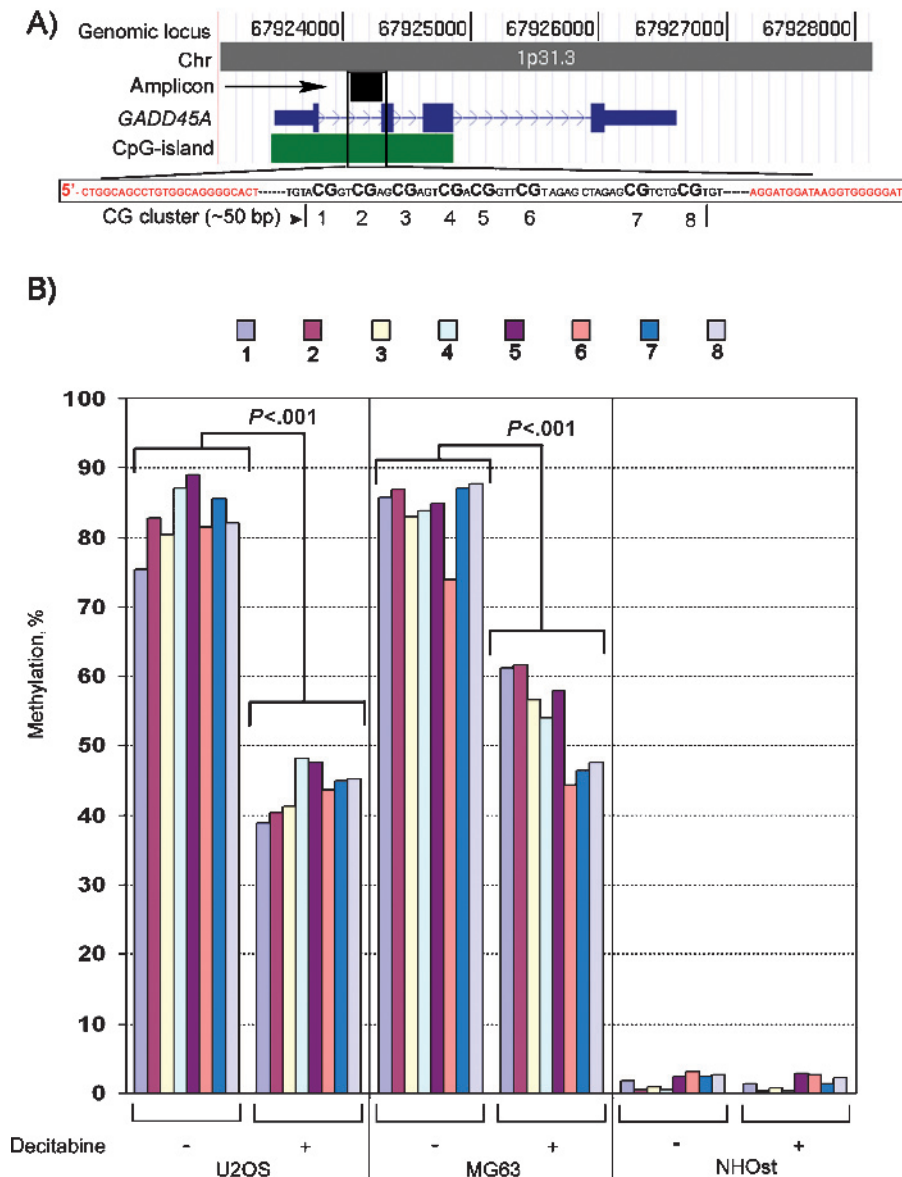 A)
Genomic locus 67924000 67925000 67926000 67927000 67928000
Chr 1p31.3
Amplicon
GADD45A
CpG-island
5'-CTGGCAGCCTGTGGCAGGGGCACT-----TGTACGGTCGAGCGAGTCGACGGTTCGTAGAGCTAGAGCGTCTGCGTGT-----AGGATGGATAAGGTGGGGGAT
CG cluster (~50 bp) 1 2 3 4 5 6 7 8
B)
1 2 3 4 5 6 7 8
100
90
80
70
60
50
40
30
20
10
0
Methylation, %
P<.001
P<.001
Decitabine - + - + - +
U2OS MG63 NHOst